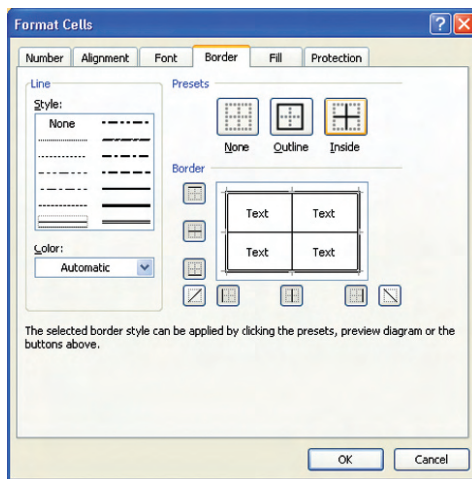 Format Cells
Number Alignment Font Border Fill Protection
Line
Style:
None
Color:
Automatic
Presets
None Outline Inside
Border
Text Text
Text Text
The selected border style can be applied by clicking the presets, preview diagram or the
buttons above.
OK Cancel